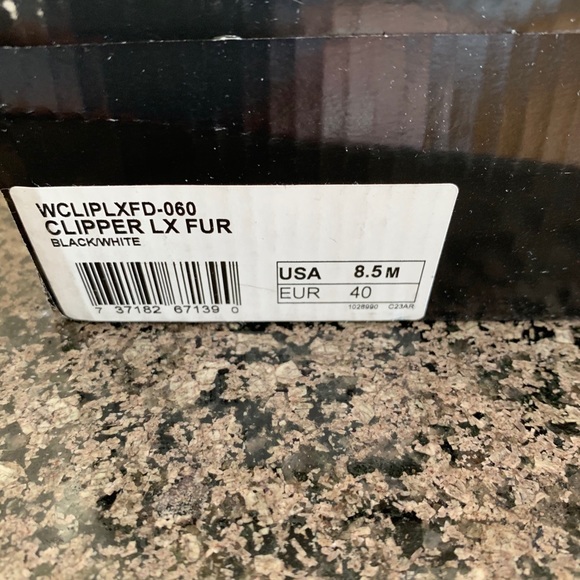 WCLIPLXFD-060
CLIPPER LX FUR
BLACK/WHITE
7 37182 67139 0
USA 8.5 M
EUR 40
1028990 C23AR